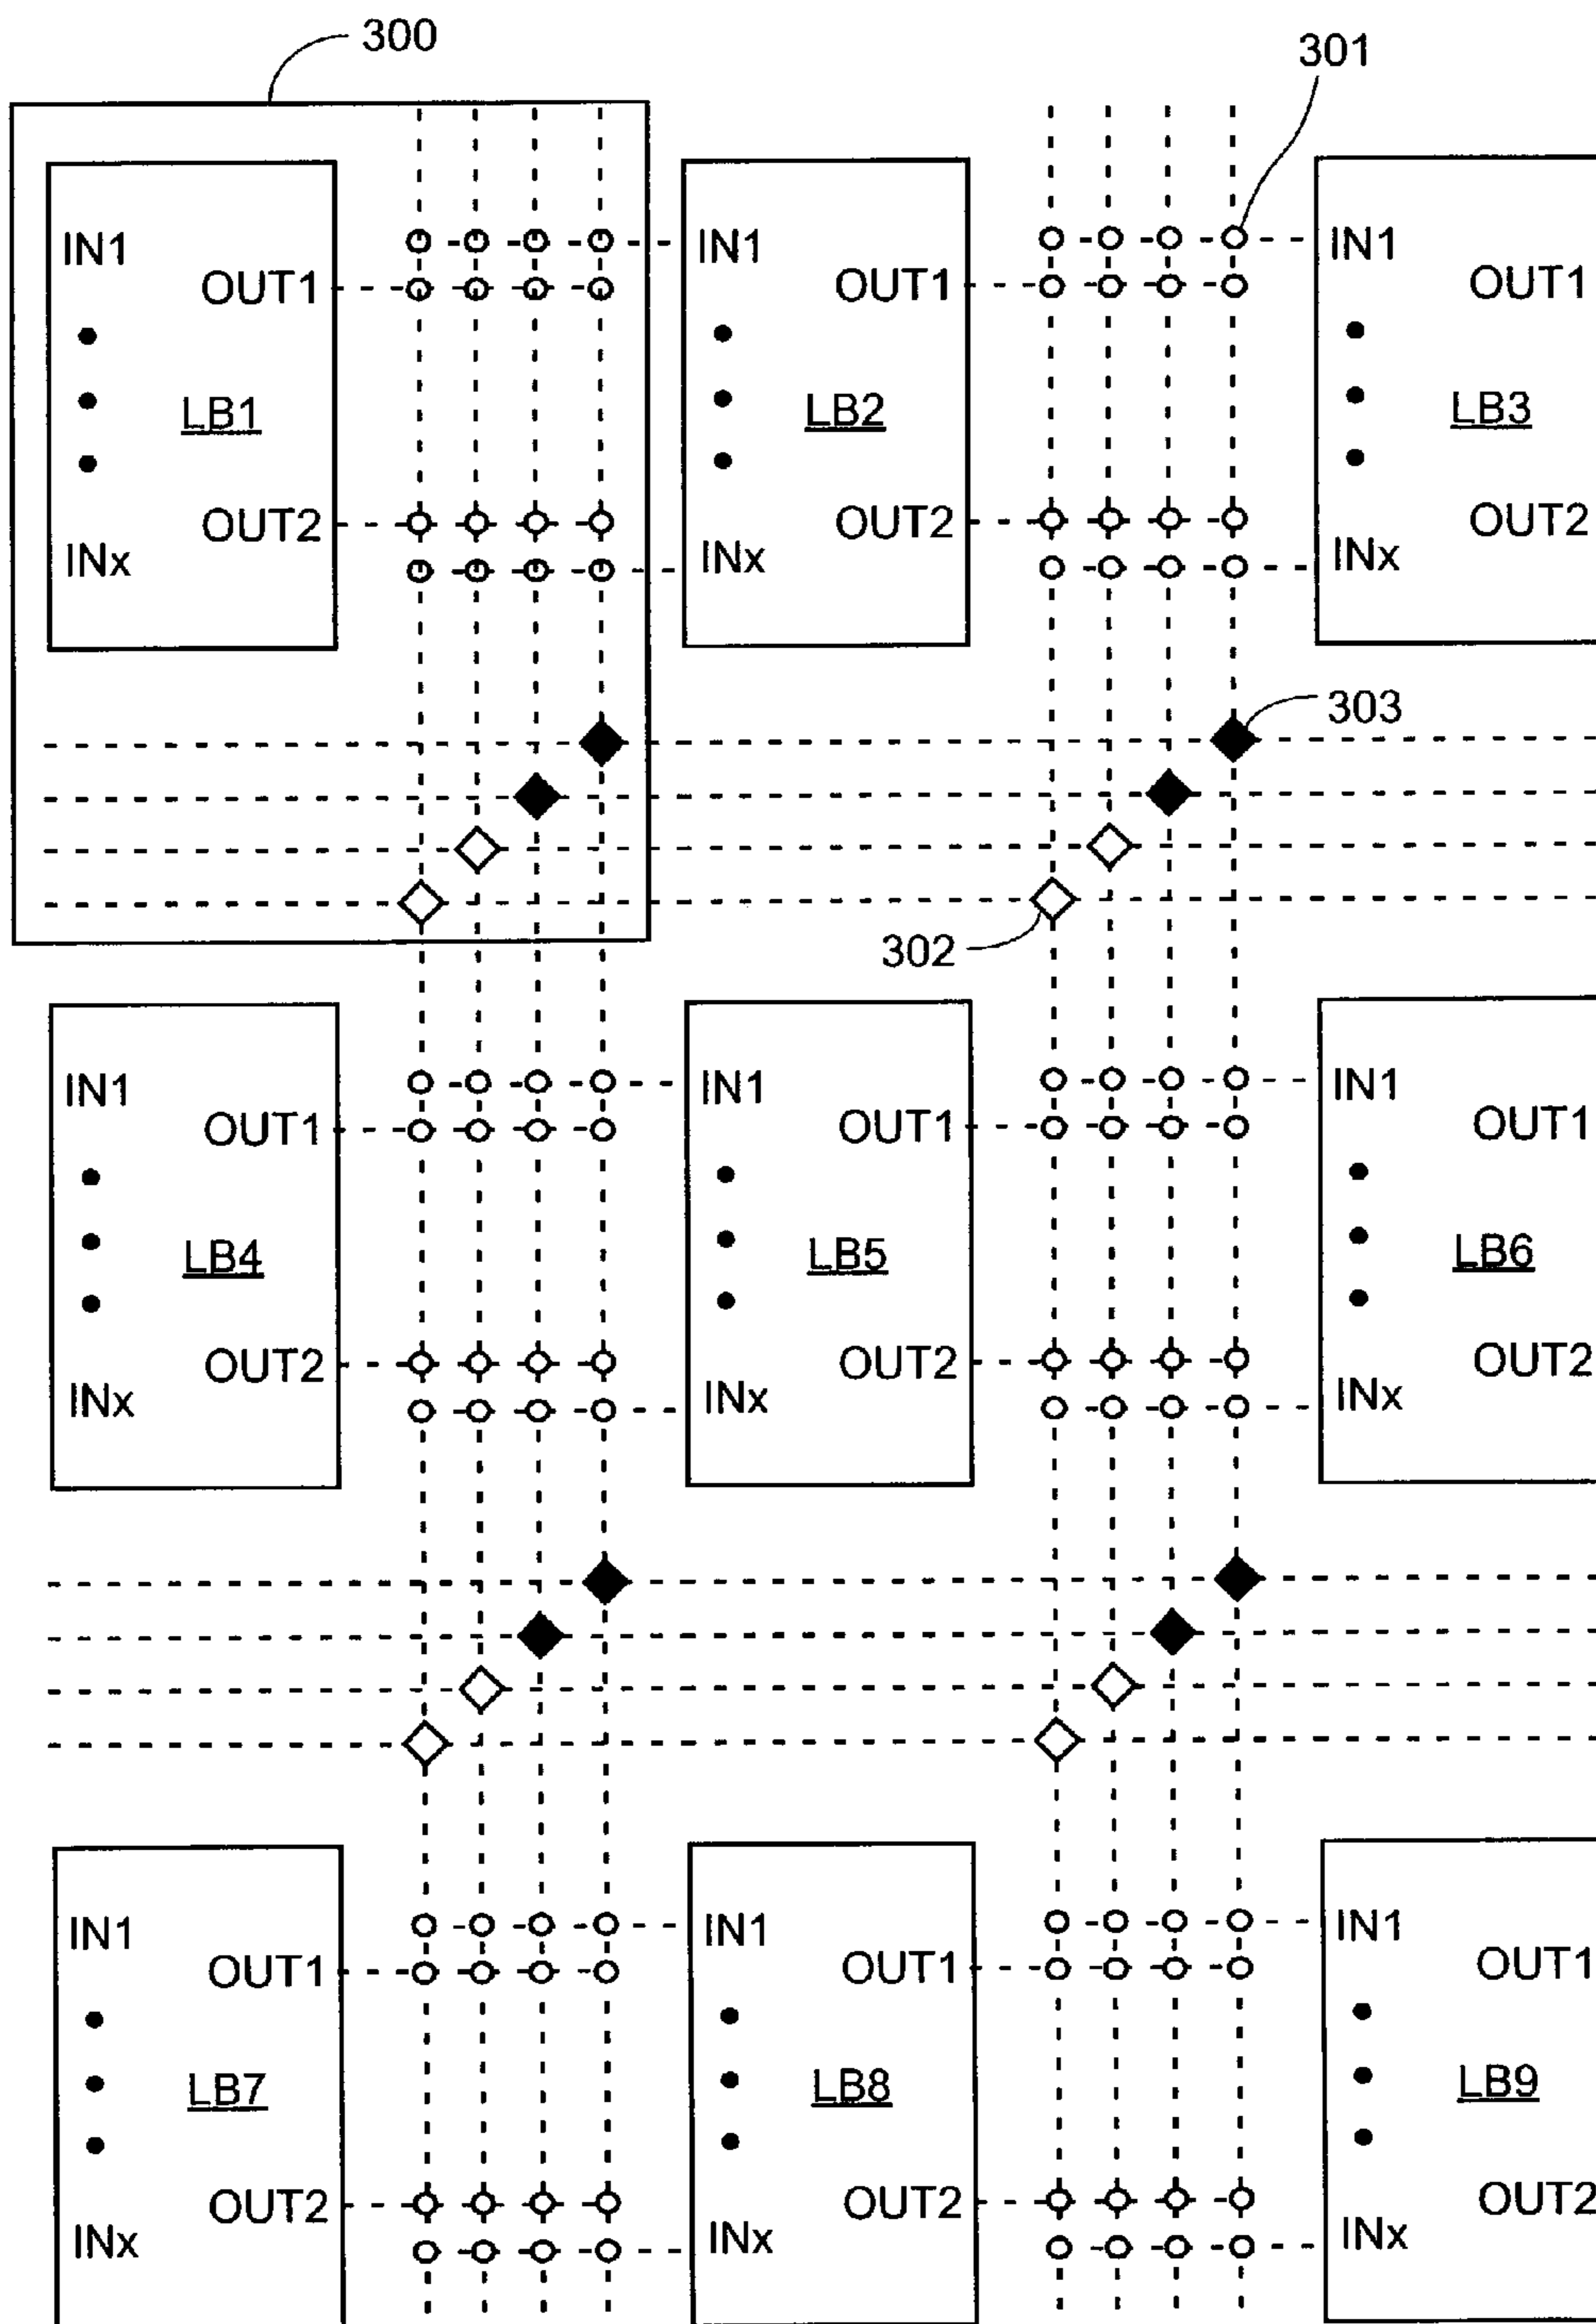 300
301
IN1
OUT1
LB1
OUT2
INx
IN1
OUT1
LB2
OUT2
INx
IN1
OUT1
LB3
OUT2
INx
303
302
IN1
OUT1
LB4
OUT2
INx
IN1
OUT1
LB5
OUT2
INx
IN1
OUT1
LB6
OUT2
INx
IN1
OUT1
LB7
OUT2
INx
IN1
OUT1
LB8
OUT2
INx
IN1
OUT1
LB9
OUT2
INx